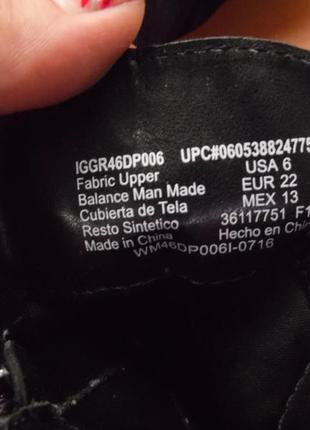 IGGR46DP006 UPC#060538824775
Fabric Upper USA 6
Balance Man Made EUR 22
Cubierta de Tela MEX 13
Resto Sintetico 36117751 F1
Made in China Hecho en Chin
WM46DP006I-0716